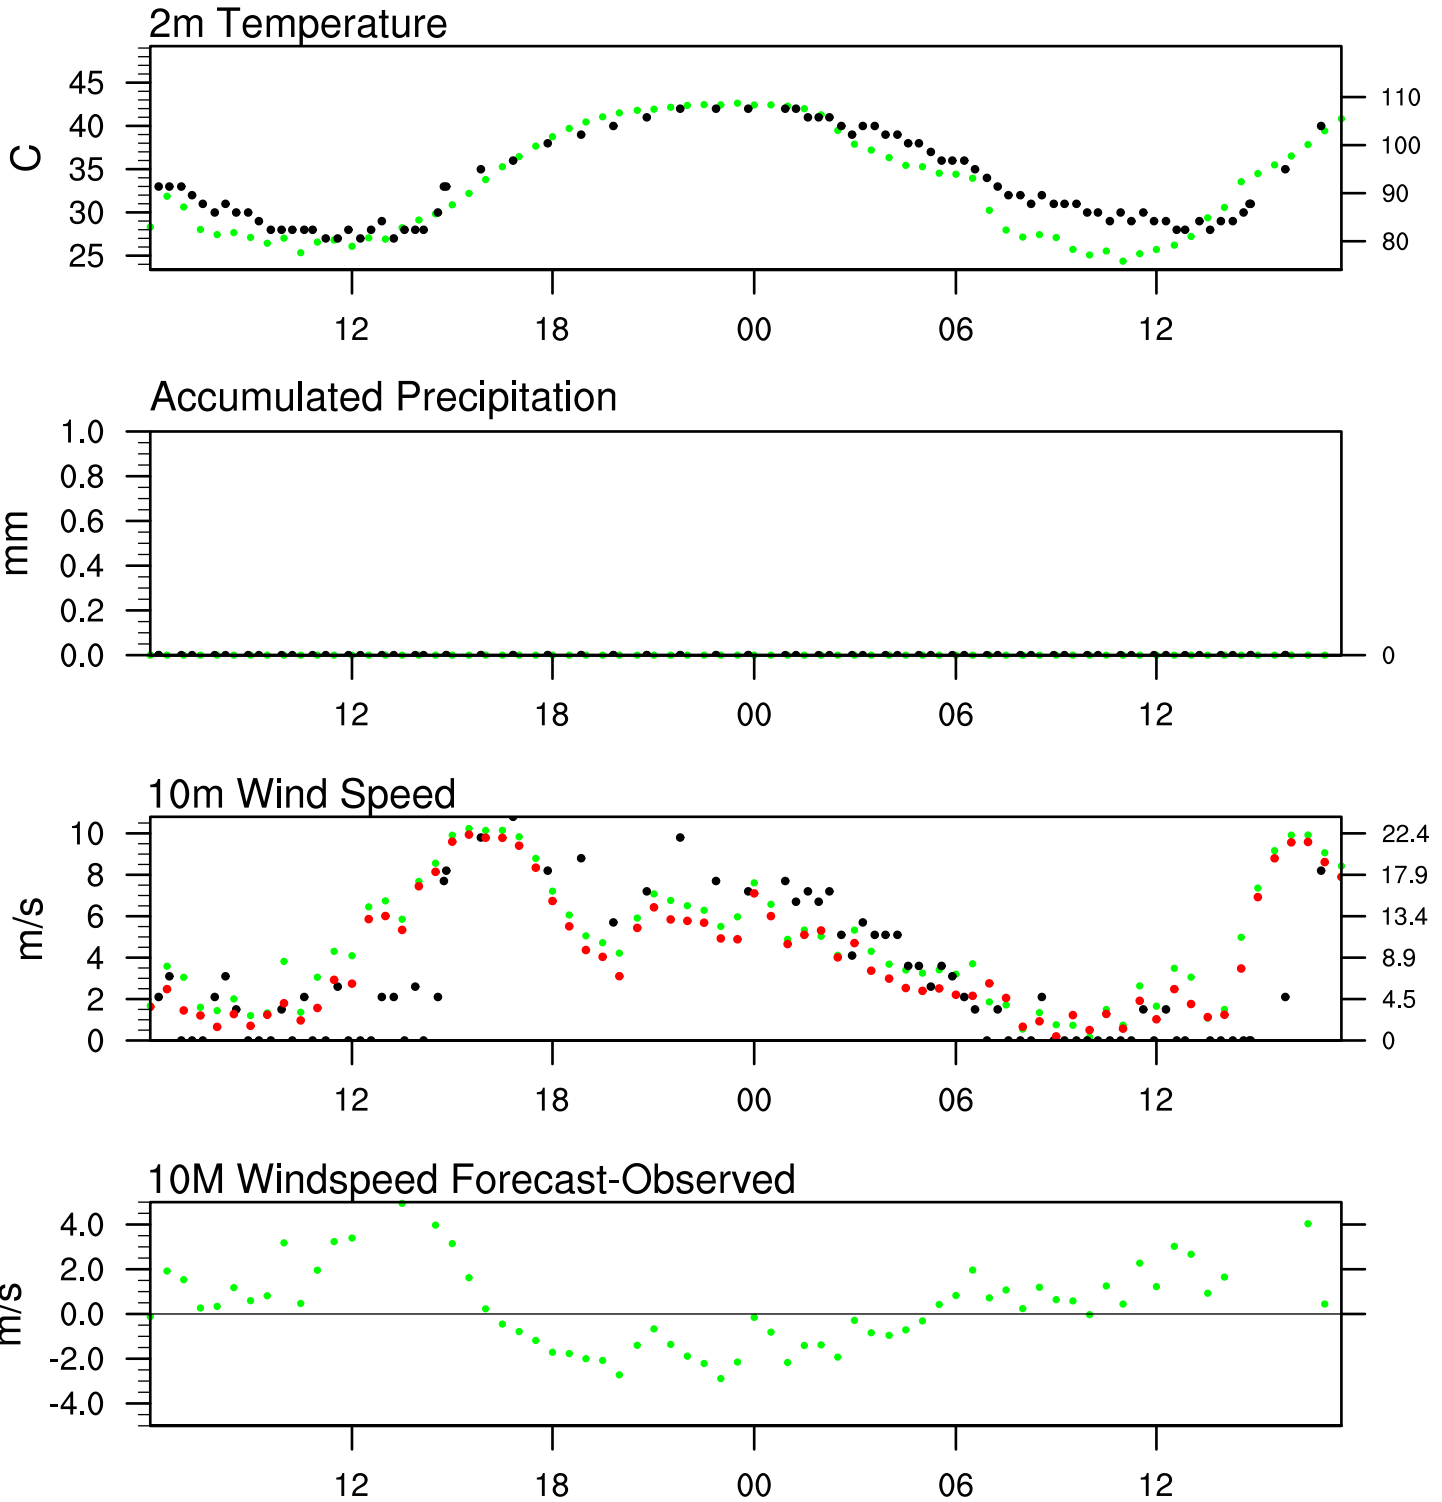 2m Temperature
45
40
35
30
25
C
110
100
90
80
12 18 00 06 12
Accumulated Precipitation
1.0
0.8
0.6
0.4
0.2
0.0
mm
0
12 18 00 06 12
10m Wind Speed
10
8
6
4
2
0
m/s
22.4
17.9
13.4
8.9
4.5
0
12 18 00 06 12
10M Windspeed Forecast-Observed
4.0
2.0
0.0
-2.0
-4.0
m/s
12 18 00 06 12